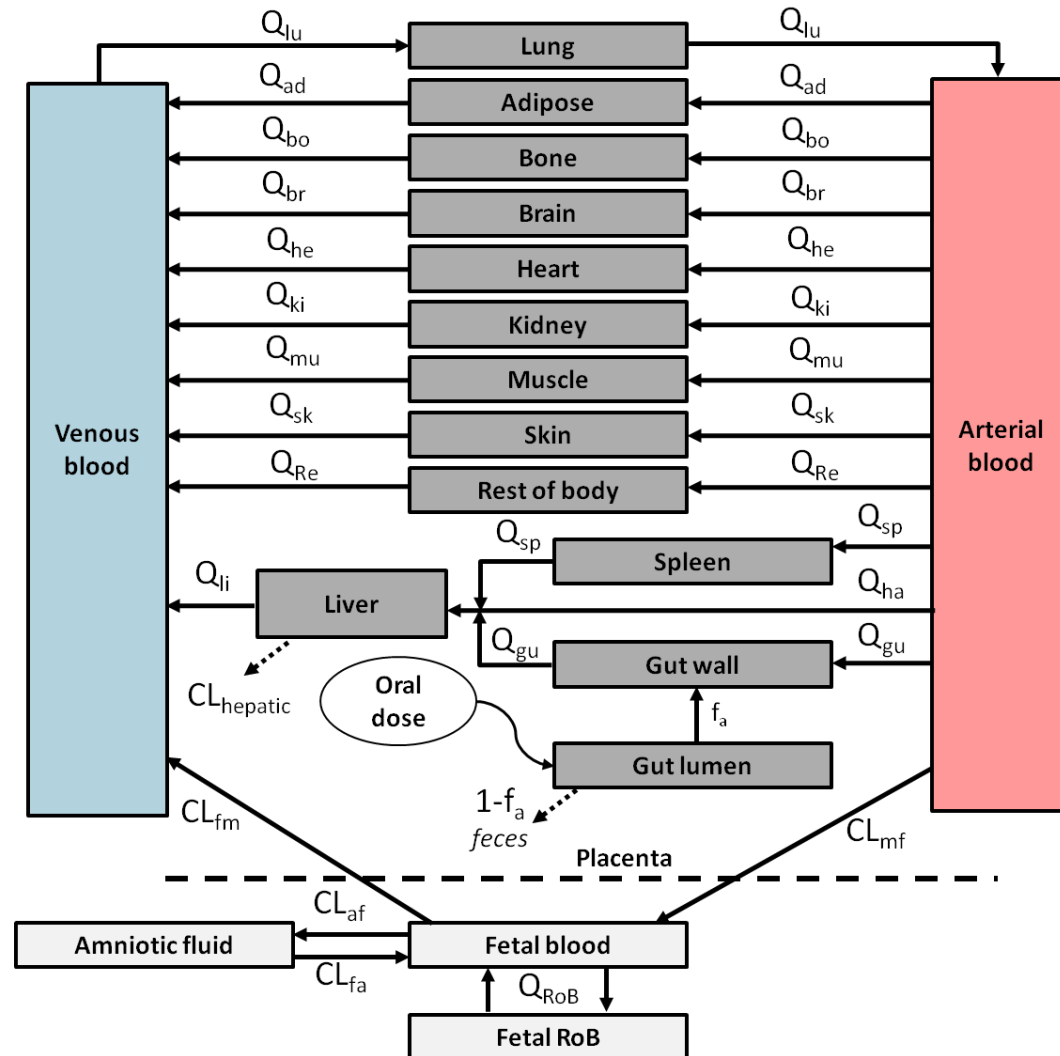 Q_lu Q_lu
Lung
Q_ad Adipose Q_ad
Q_bo Bone Q_bo
Q_br Brain Q_br
Q_he Heart Q_he
Q_ki Kidney Q_ki
Q_mu Muscle Q_mu
Q_sk Skin Q_sk
Q_Re Rest of body Q_Re
Venous
blood
Arterial
blood
Q_sp Spleen Q_sp
Q_li Liver Q_ha
Q_gu Gut wall Q_gu
CL_hepatic
Oral
dose
f_a
Gut lumen
1-f_a
feces
CL_fm CL_mf
Placenta
CL_af
Amniotic fluid Fetal blood
CL_fa
Q_RoB
Fetal RoB